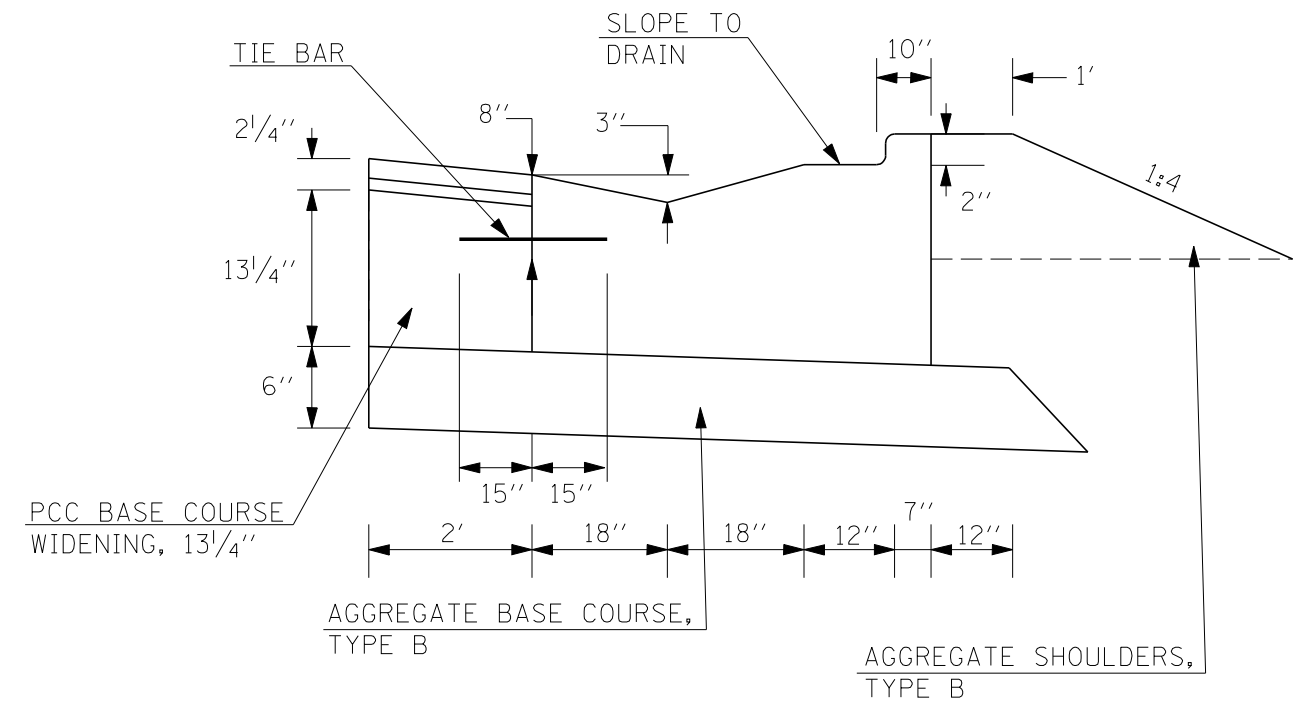 SLOPE TO
DRAIN
TIE BAR
10''
1'
2 1/4''
8''
3''
2''
1:4
13 1/4''
6''
15'' 15''
PCC BASE COURSE
WIDENING, 13 1/4''
2' 18'' 18'' 12'' 7'' 12''
AGGREGATE BASE COURSE,
TYPE B
AGGREGATE SHOULDERS,
TYPE B